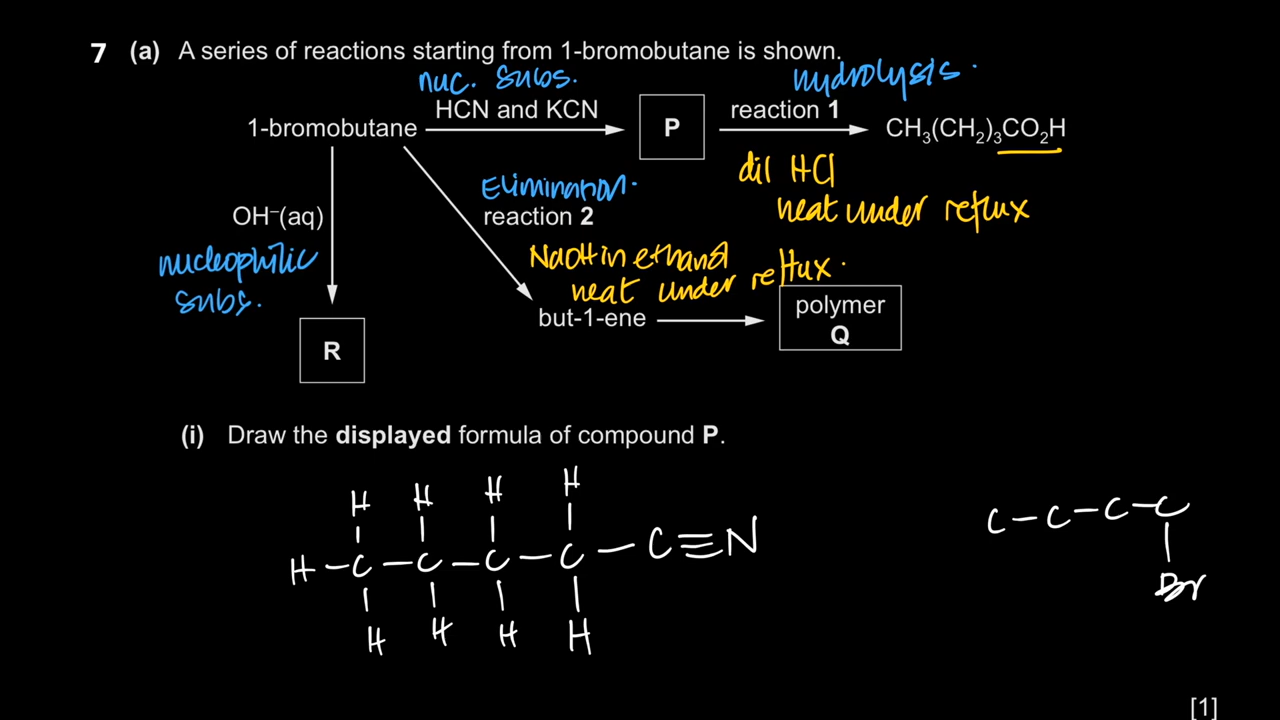 7 (a) A series of reactions starting from 1-bromobutane is shown.
nuc. subs.
hydrolysis.
HCN and KCN
reaction 1
1-bromobutane
P
CH₃(CH₂)₃CO₂H
dil HCl
heat under reflux
Elimination.
reaction 2
OH⁻(aq)
nucleophilic
subs.
NaOH in ethanol
heat under reflux.
but-1-ene
polymer
Q
R
(i) Draw the displayed formula of compound P.
H H H H
H-C-C-C-C-C≡N
H H H H
C-C-C-C
Br
[1]